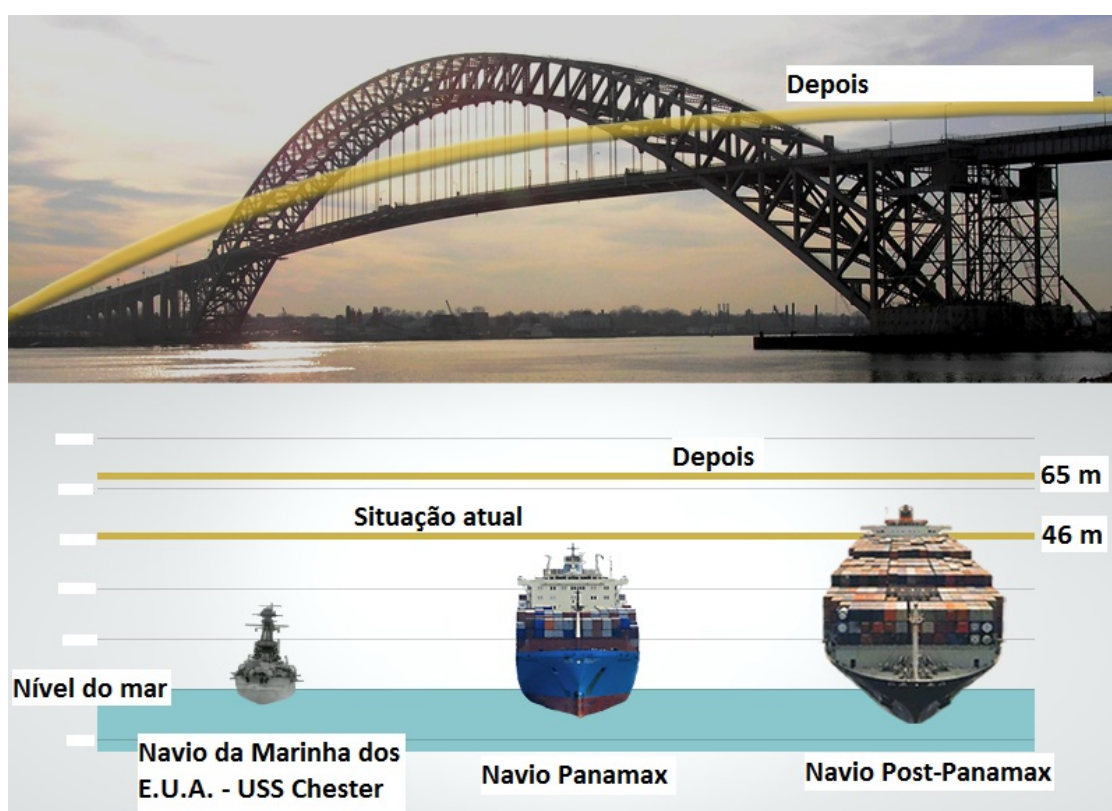 Depois
Depois
65 m
Situação atual
46 m
Nível do mar
Navio da Marinha dos
E.U.A. - USS Chester
Navio Panamax
Navio Post-Panamax